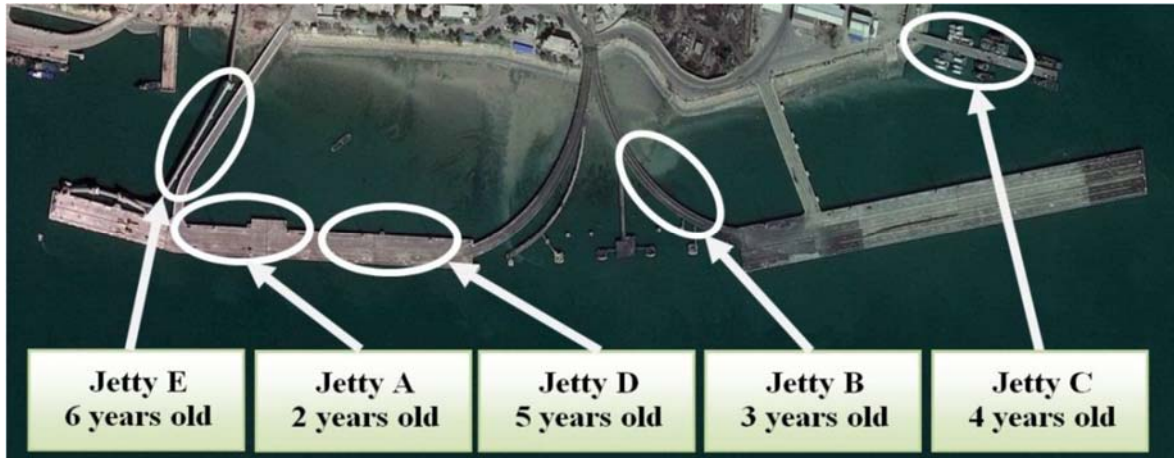 Jetty E
6 years old
Jetty A
2 years old
Jetty D
5 years old
Jetty B
3 years old
Jetty C
4 years old